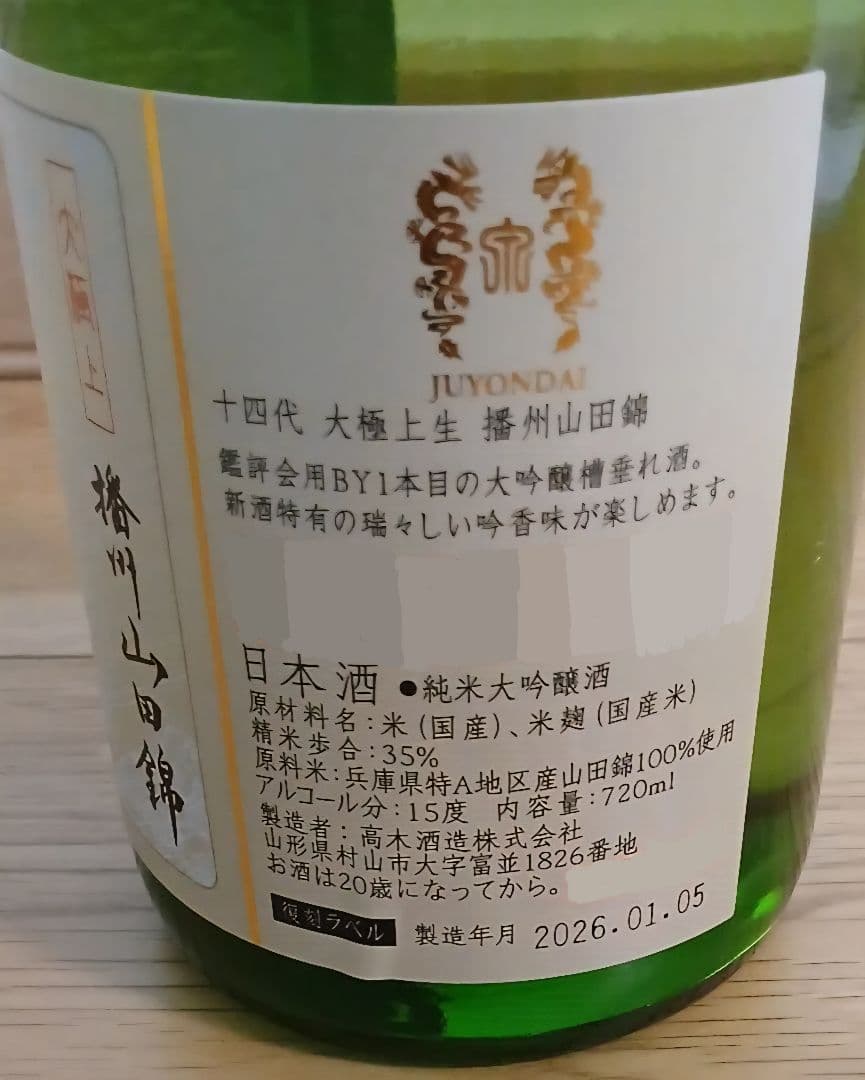 大極上
播州山田錦
JUYONDAI
十四代 大極上生 播州山田錦
鑑評会用BY1本目の大吟醸槽垂れ酒。
新酒特有の瑞々しい吟香味が楽しめます。
日本酒 ●純米大吟醸酒
原材料名:米(国産)、米麹(国産米)
精米歩合:35%
原料米:兵庫県特A地区産山田錦100%使用
アルコール分:15度 内容量:720ml
製造者:高木酒造株式会社
山形県村山市大字富並1826番地
お酒は20歳になってから。
復刻ラベル 製造年月 2026.01.05